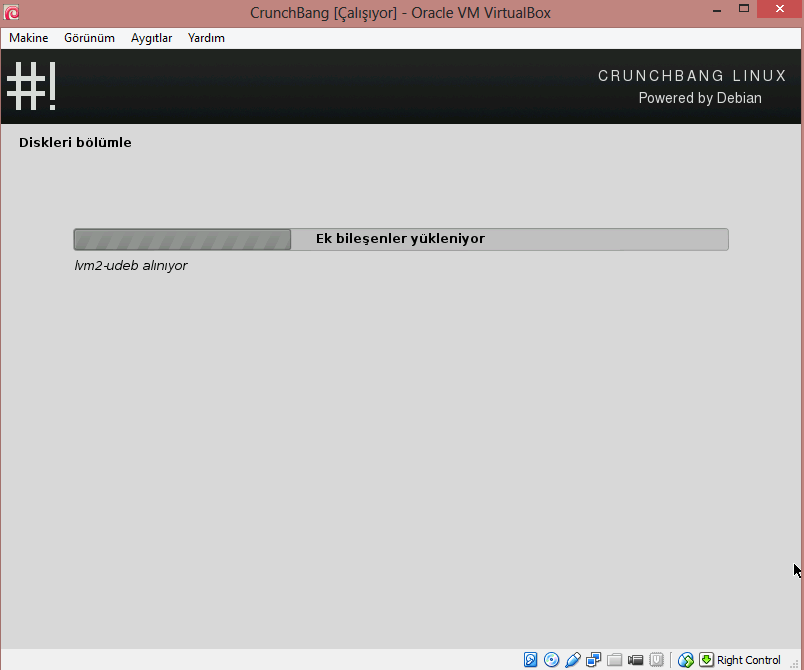 CrunchBang [Çalışıyor] - Oracle VM VirtualBox
Makine Görünüm Aygıtlar Yardım
#!
CRUNCHBANG LINUX
Powered by Debian
Diskleri bölümle
Ek bileşenler yükleniyor
lvm2-udeb alınıyor
Right Control